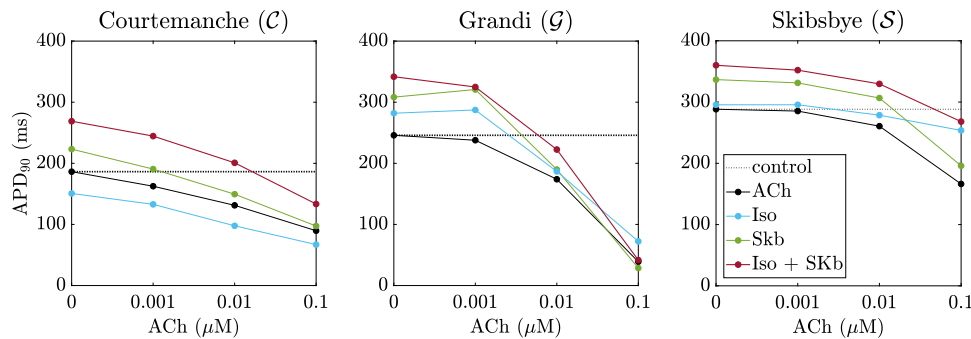 Courtemanche (𝒞)
Grandi (𝒢)
Skibsbye (𝒮)
APD₉₀ (ms)
400
300
200
100
0
0 0.001 0.01 0.1
ACh (μM)
400
300
200
100
0
0 0.001 0.01 0.1
ACh (μM)
400
300
200
100
0
0 0.001 0.01 0.1
ACh (μM)
control
ACh
Iso
Skb
Iso + SKb